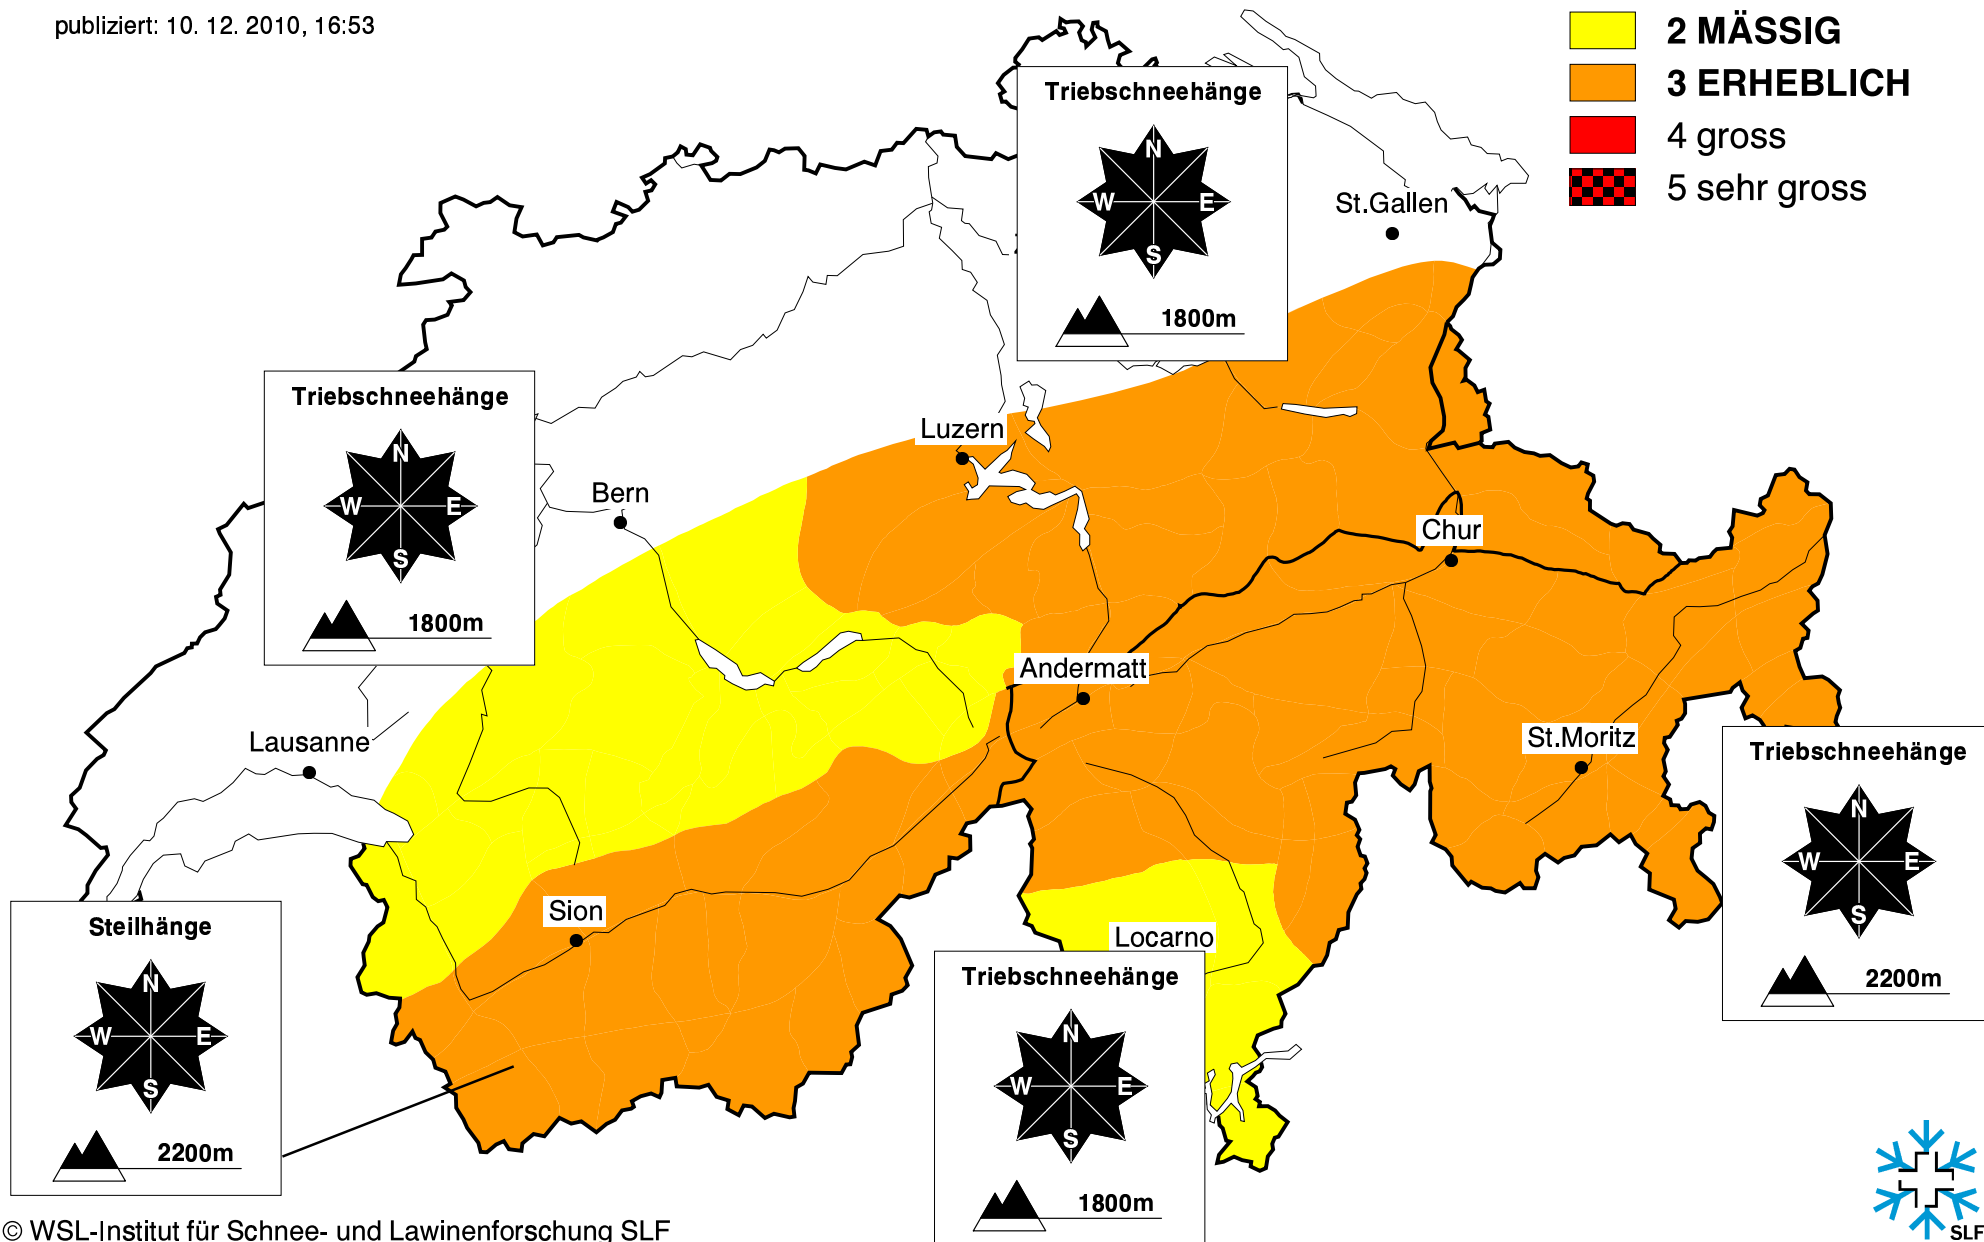 publiziert: 10. 12. 2010, 16:53
2 MÄSSIG
3 ERHEBLICH
4 gross
5 sehr gross
Triebschneehänge
N
W E
S
1800m
St.Gallen
Triebschneehänge
N
W E
S
1800m
Luzern
Bern
Chur
Andermatt
Lausanne
St.Moritz
Triebschneehänge
N
W E
S
2200m
Sion
Steilhänge
N
W E
S
2200m
Locarno
Triebschneehänge
N
W E
S
1800m
© WSL-Institut für Schnee- und Lawinenforschung SLF
SLF